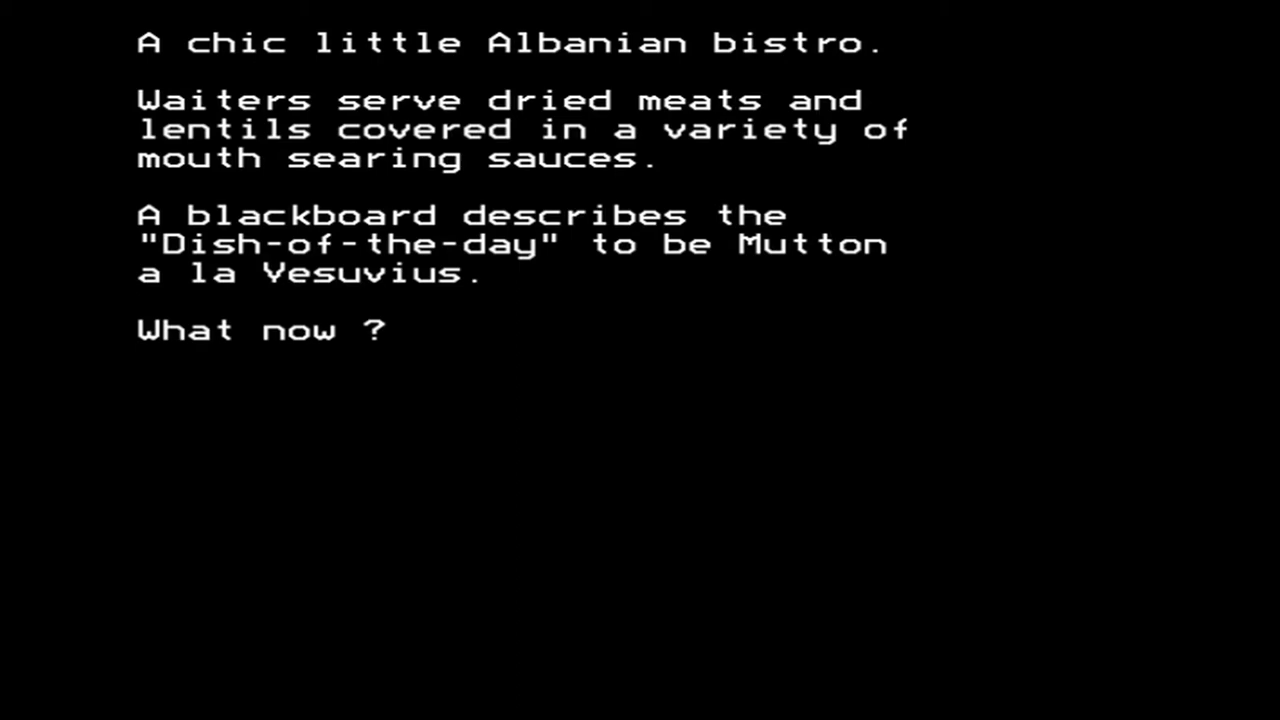 A chic little Albanian bistro.
Waiters serve dried meats and
lentils covered in a variety of
mouth searing sauces.
A blackboard describes the
"Dish-of-the-day" to be Mutton
a la Vesuvius.
What now ?